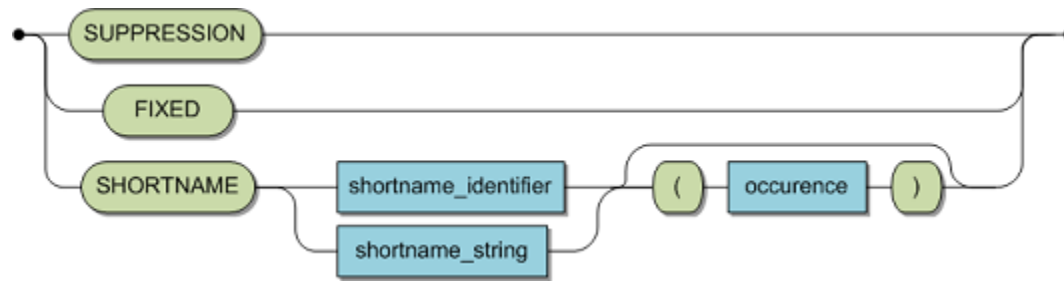 SUPPRESSION
FIXED
SHORTNAME shortname_identifier ( occurence )
shortname_string